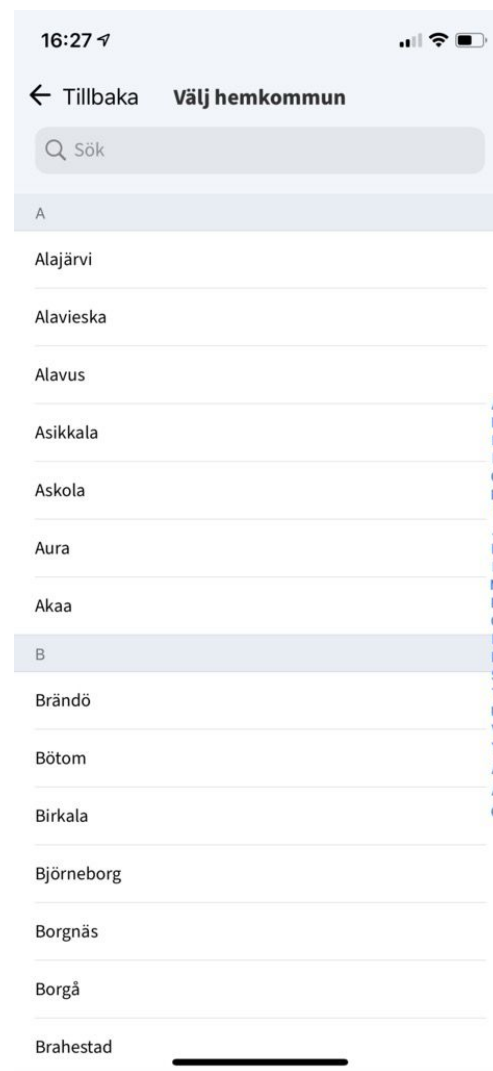 16:27
Tillbaka Välj hemkommun
Sök
A
Alajärvi
Alavieska
Alavus
Asikkala
Askola
Aura
Akaa
B
Brändö
Bötom
Birkala
Björneborg
Borgnäs
Borgå
Brahestad